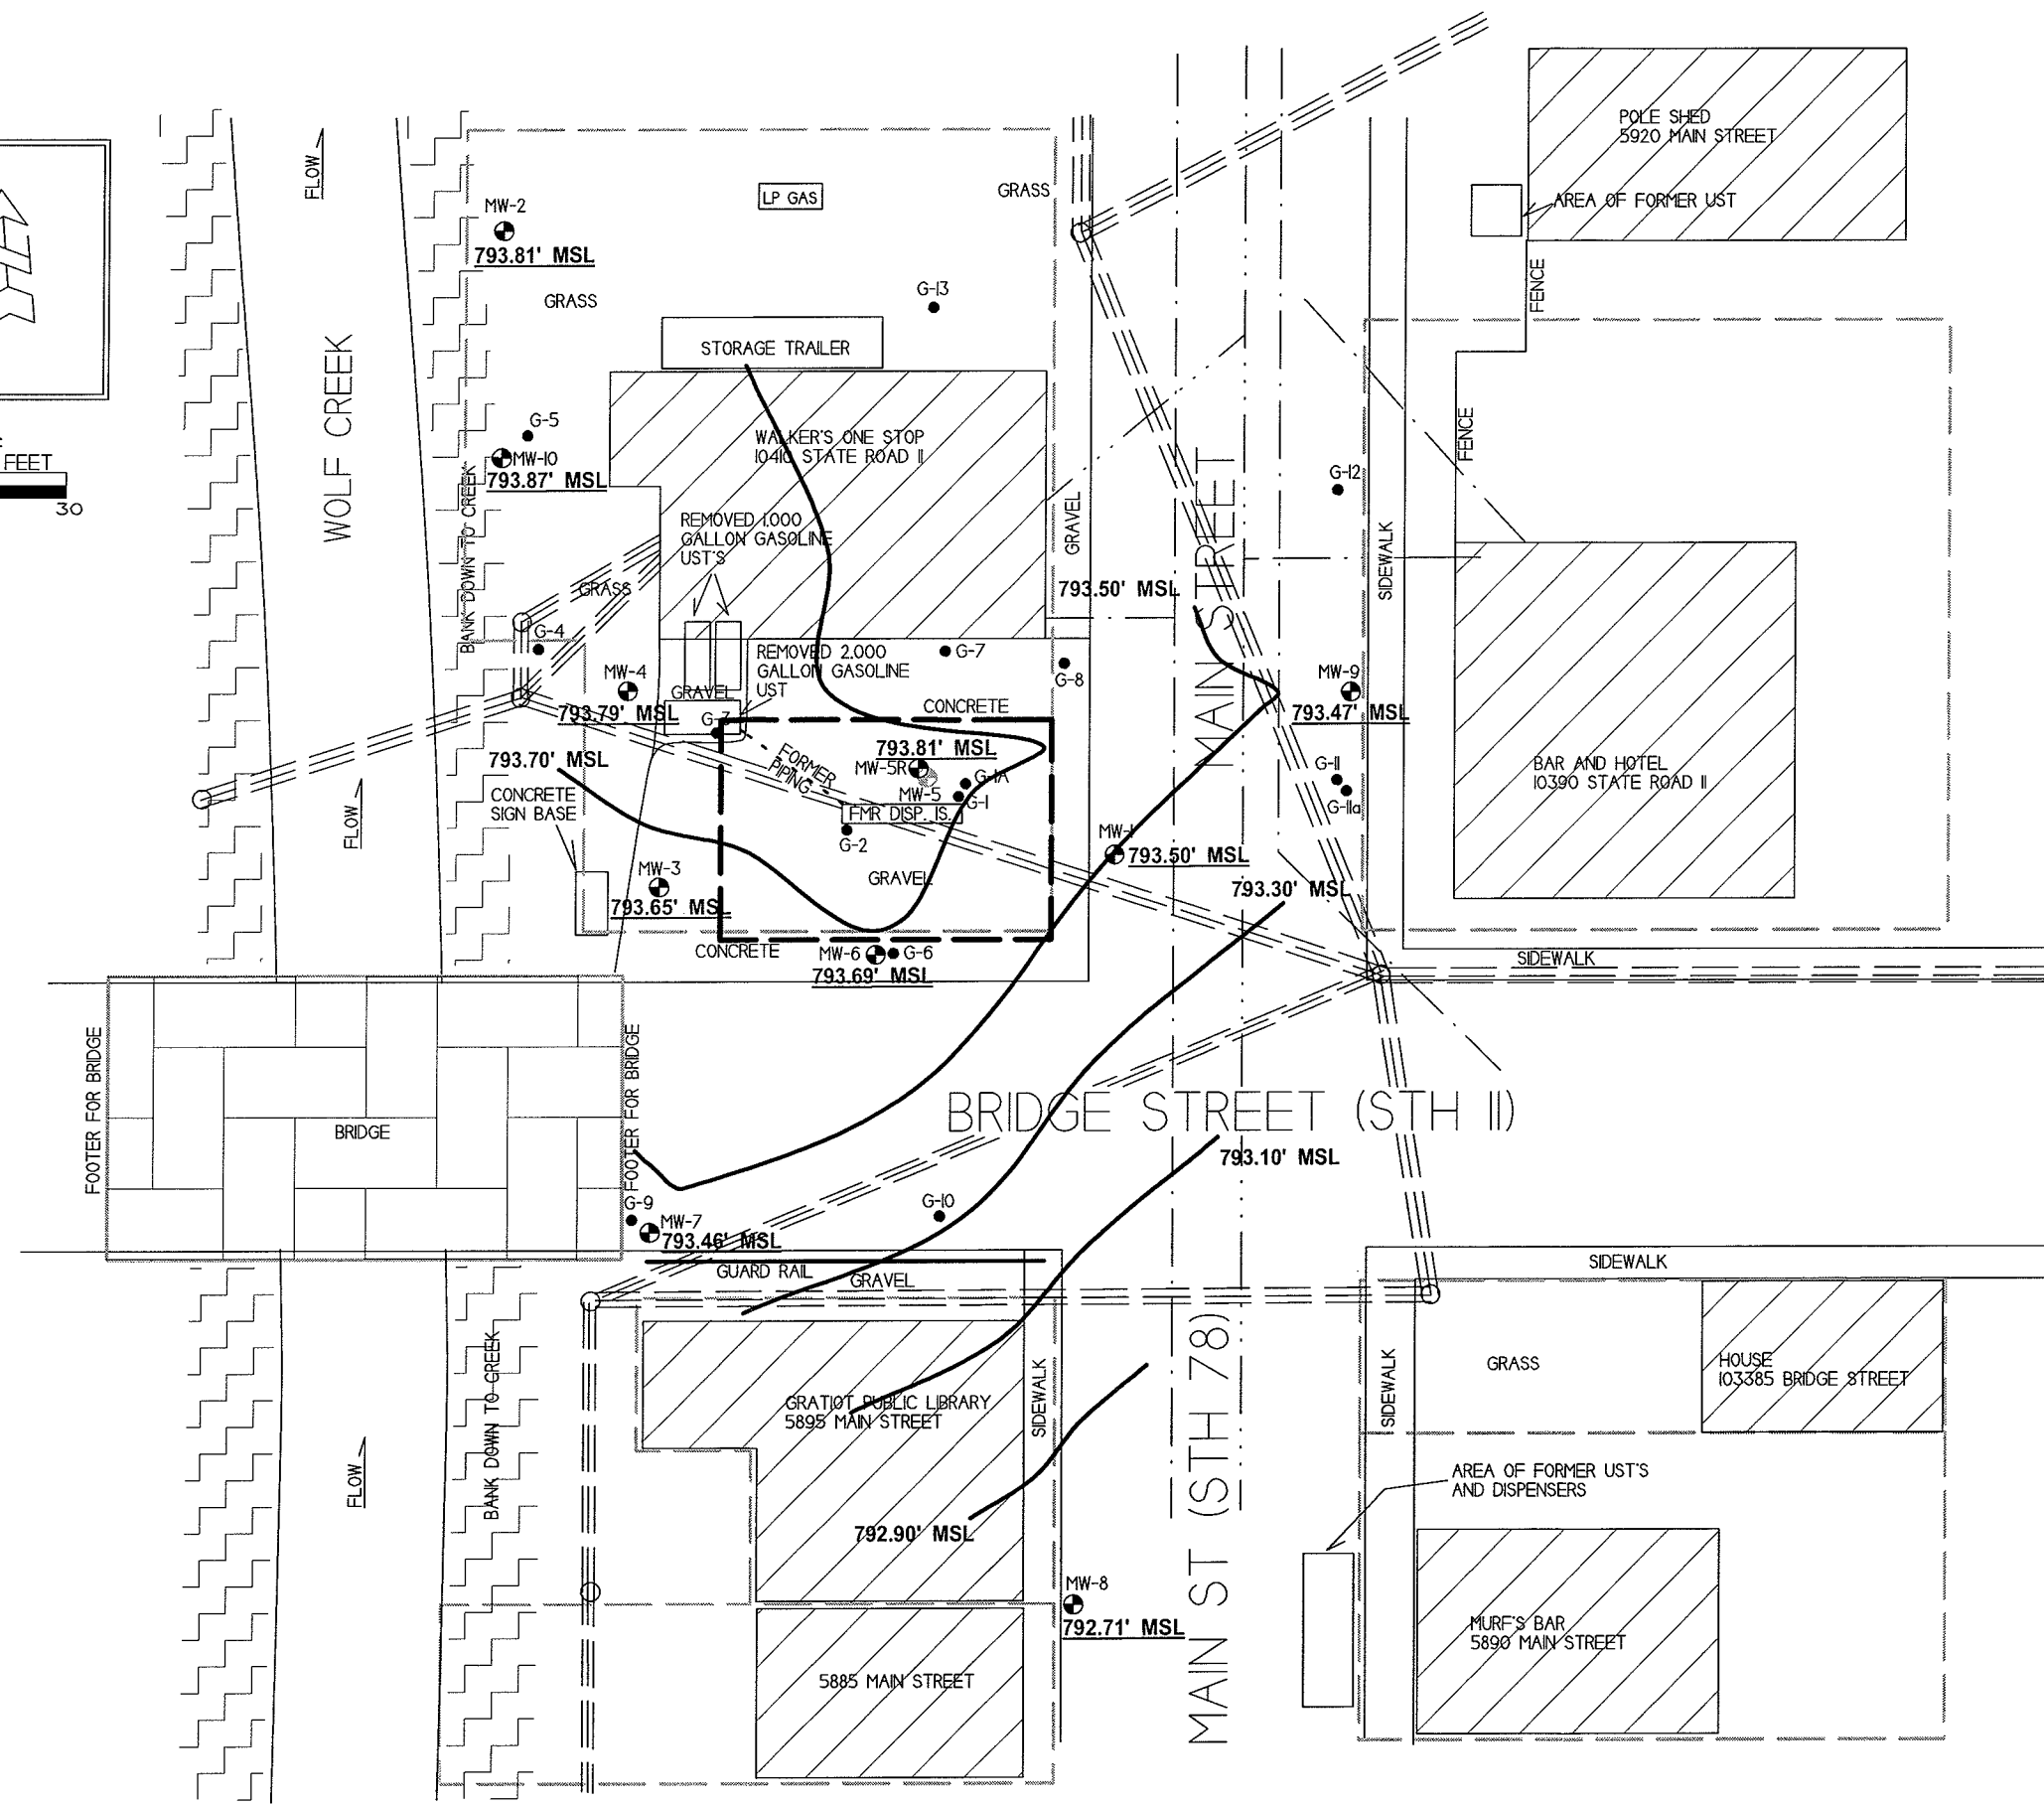 POLE SHED
5920 MAIN STREET
AREA OF FORMER UST
FENCE
FLOW
LP GAS
GRASS
MW-2
793.81' MSL
GRASS
G-13
STORAGE TRAILER
WOLF CREEK
FEET
30
G-5
MW-10
793.87' MSL
BANK DOWN TO CREEK
WALKER'S ONE STOP
10410 STATE ROAD 11
REMOVED 1,000
GALLON GASOLINE
UST'S
GRAVEL
MAIN STREET
G-12
FENCE
SIDEWALK
GRASS
793.50' MSL
G-4
MW-4
793.79' MSL
REMOVED 2,000
GALLON GASOLINE
UST
GRAVEL
G-7
G-8
G-3
CONCRETE
MW-9
793.47' MSL
793.70' MSL
FORMER
PIPING
793.81' MSL
MW-5R
MW-5
G-1A
G-1
FMR DISP. IS.
G-2
G-11
G-11a
BAR AND HOTEL
10390 STATE ROAD 11
CONCRETE
SIGN BASE
FLOW
MW-3
793.65' MSL
GRAVEL
MW-1
793.50' MSL
793.30' MSL
CONCRETE
MW-6
G-6
793.69' MSL
SIDEWALK
FOOTER FOR BRIDGE
BRIDGE
FOOTER FOR BRIDGE
BRIDGE STREET (STH 11)
793.10' MSL
G-9
MW-7
793.46' MSL
G-10
GUARD RAIL
GRAVEL
SIDEWALK
BANK DOWN TO CREEK
FLOW
GRATIOT PUBLIC LIBRARY
5895 MAIN STREET
SIDEWALK
MAIN ST (STH 78)
SIDEWALK
GRASS
HOUSE
103385 BRIDGE STREET
AREA OF FORMER UST'S
AND DISPENSERS
792.90' MSL
MW-8
792.71' MSL
MURF'S BAR
5890 MAIN STREET
5885 MAIN STREET